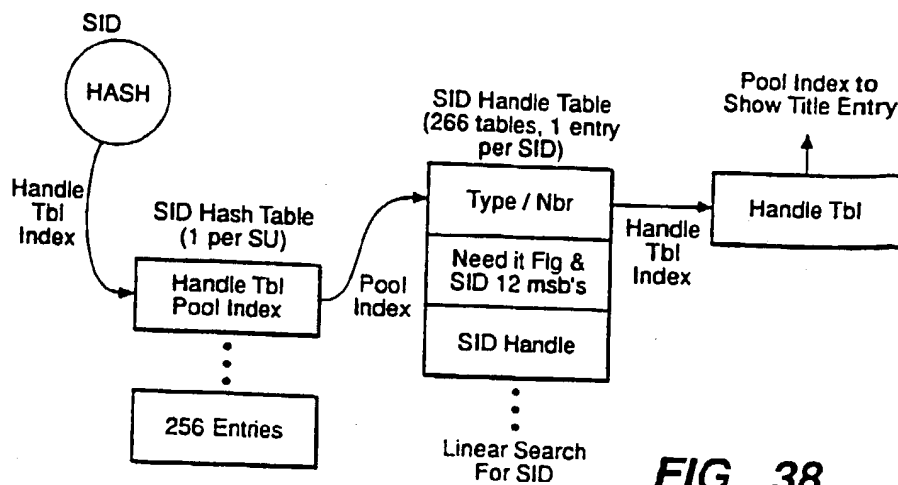 SID
HASH
Handle
Tbl
Index
SID Hash Table
(1 per SU)
Handle Tbl
Pool Index
256 Entries
Pool
Index
SID Handle Table
(266 tables, 1 entry
per SID)
Type / Nbr
Need it Flg &
SID 12 msb's
SID Handle
Linear Search
For SID
Handle
Tbl
Index
Pool Index to
Show Title Entry
Handle Tbl
FIG_38